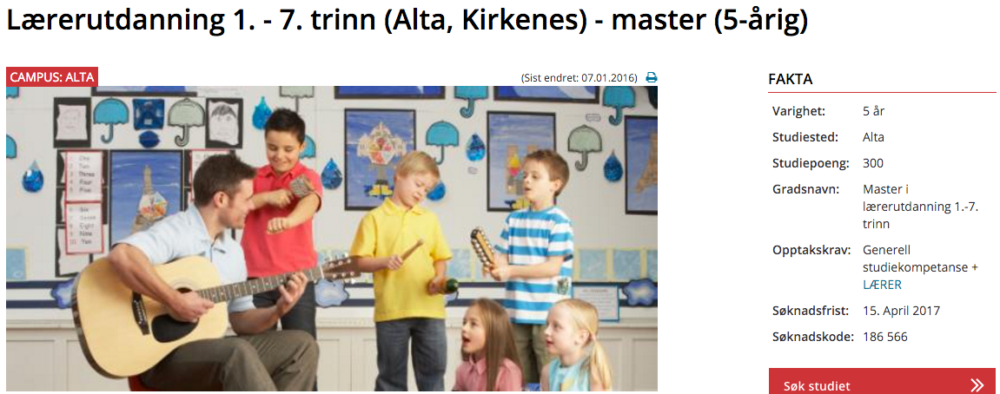 Lærerutdanning 1. - 7. trinn (Alta, Kirkenes) - master (5-årig)
CAMPUS: ALTA
(Sist endret: 07.01.2016)
One
Two
Three
Four
Five
Six
Seven
Eight
Nine
10 Ten
FAKTA
Varighet: 5 år
Studiested: Alta
Studiepoeng: 300
Gradsnavn: Master i
lærerutdanning 1.-7.
trinn
Opptakskrav: Generell
studiekompetanse +
LÆRER
Søknadsfrist: 15. April 2017
Søknadskode: 186 566
Søk studiet